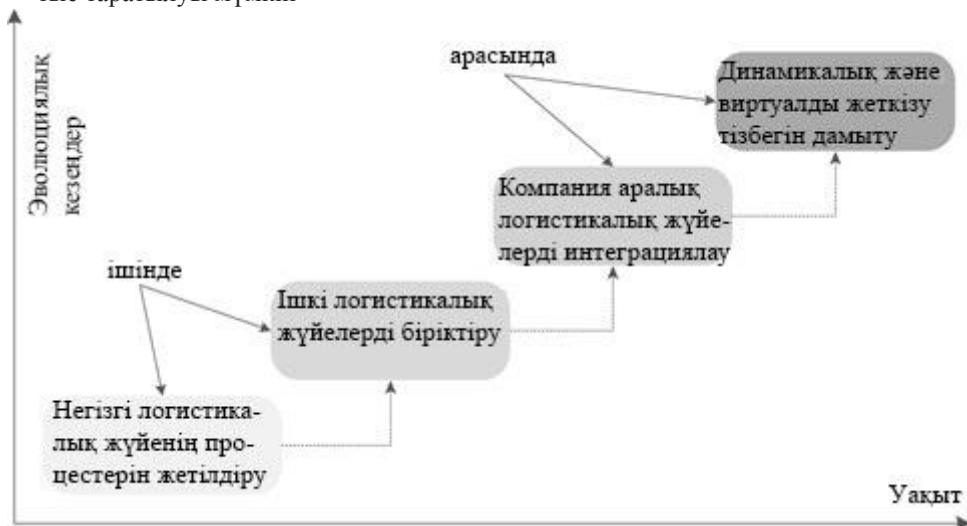 арасында
Динамикалық және
виртуалды жеткізу
тізбегін дамыту
Эволюциялық
кезеңдер
Компания аралық
логистикалық жүйе-
лерді интеграциялау
ішінде
Ішкі логистикалық
жүйелерді біріктіру
Негізгі логистика-
лық жүйенің про-
цестерін жетілдіру
Уақыт